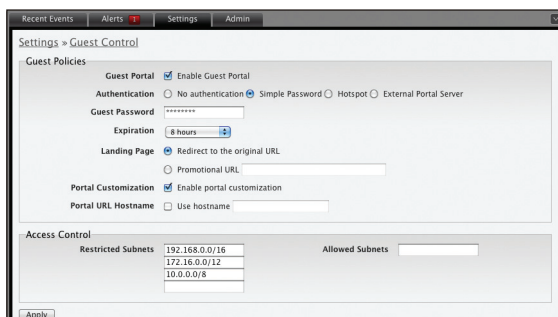 Recent Events Alerts 1 Settings Admin
Settings » Guest Control
Guest Policies
Guest Portal Enable Guest Portal
Authentication No authentication Simple Password Hotspot External Portal Server
Guest Password ********
Expiration 8 hours
Landing Page Redirect to the original URL
Promotional URL
Portal Customization Enable portal customization
Portal URL Hostname Use hostname
Access Control
Restricted Subnets 192.168.0.0/16 Allowed Subnets
172.16.0.0/12
10.0.0.0/8
Apply